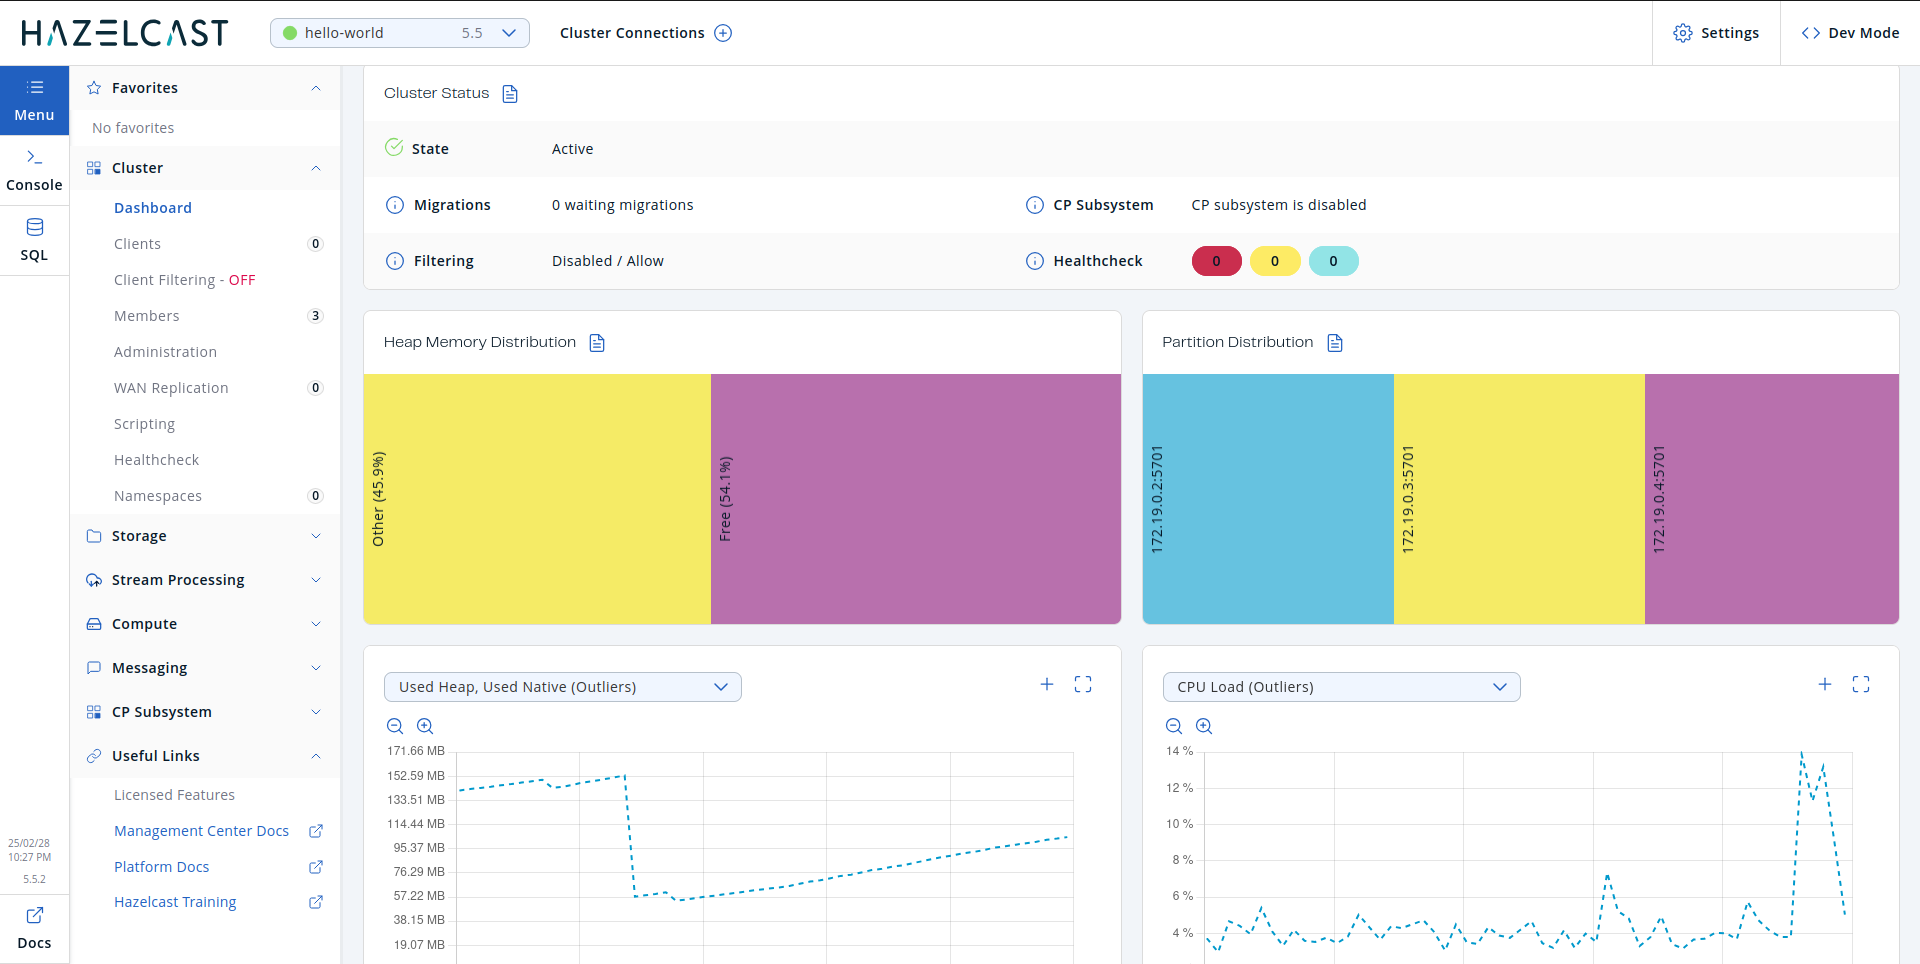 HAZELCAST
hello-world 5.5
Cluster Connections
Settings
Dev Mode
Menu
Console
SQL
25/02/28
10:27 PM
5.5.2
Docs
Favorites
No favorites
Cluster
Dashboard
Clients 0
Client Filtering - OFF
Members 3
Administration
WAN Replication 0
Scripting
Healthcheck
Namespaces 0
Storage
Stream Processing
Compute
Messaging
CP Subsystem
Useful Links
Licensed Features
Management Center Docs
Platform Docs
Hazelcast Training
Cluster Status
State Active
Migrations 0 waiting migrations
CP Subsystem CP subsystem is disabled
Filtering Disabled / Allow
Healthcheck 0 0 0
Heap Memory Distribution
Other (45.9%)
Free (54.1%)
Partition Distribution
172.19.0.2:5701
172.19.0.3:5701
172.19.0.4:5701
Used Heap, Used Native (Outliers)
171.66 MB
152.59 MB
133.51 MB
114.44 MB
95.37 MB
76.29 MB
57.22 MB
38.15 MB
19.07 MB
CPU Load (Outliers)
14 %
12 %
10 %
8 %
6 %
4 %